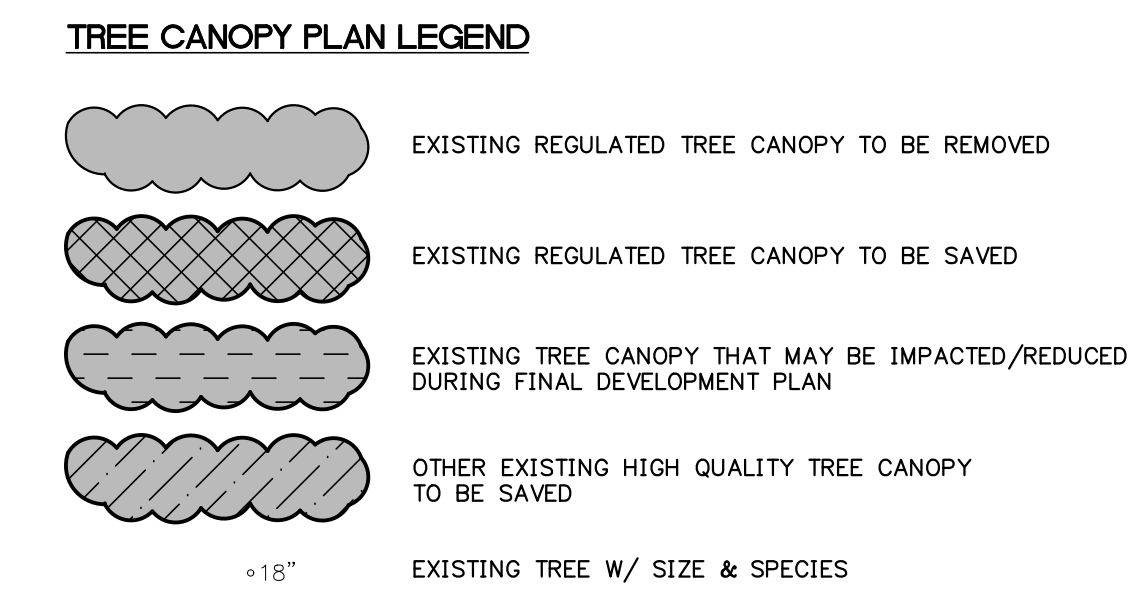 TREE CANOPY PLAN LEGEND
EXISTING REGULATED TREE CANOPY TO BE REMOVED
EXISTING REGULATED TREE CANOPY TO BE SAVED
EXISTING TREE CANOPY THAT MAY BE IMPACTED/REDUCED
DURING FINAL DEVELOPMENT PLAN
OTHER EXISTING HIGH QUALITY TREE CANOPY
TO BE SAVED
18” EXISTING TREE W/ SIZE & SPECIES